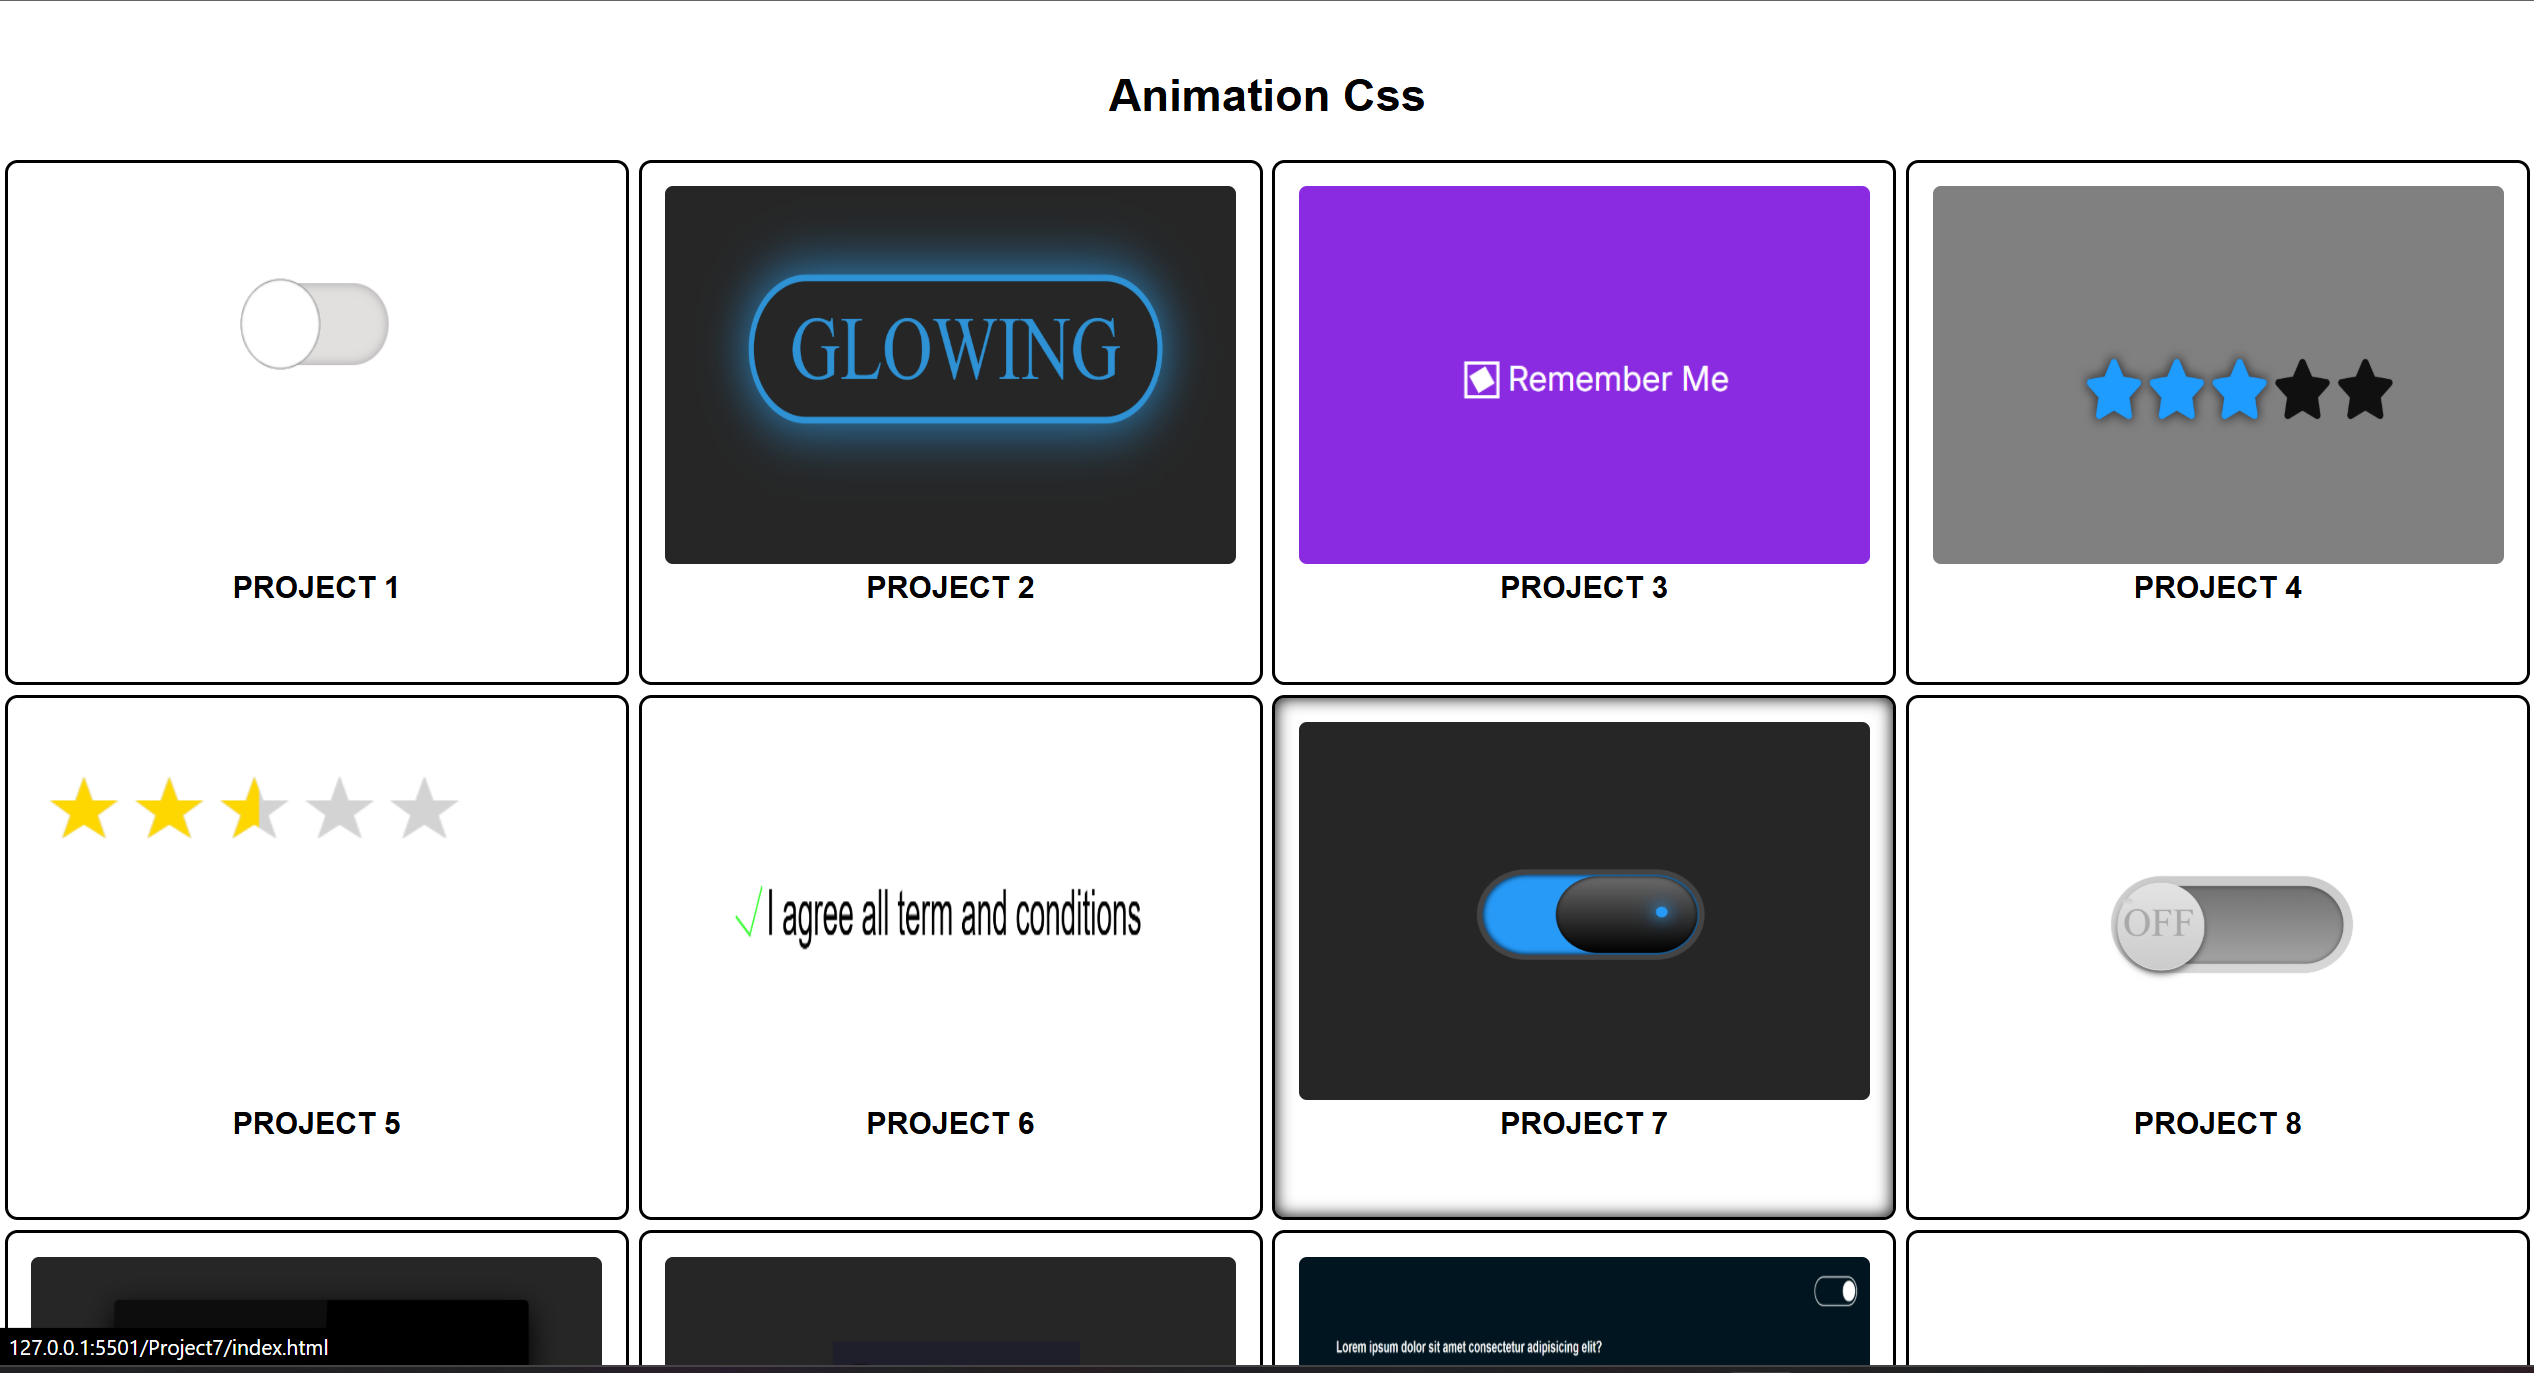 Animation Css
GLOWING
Remember Me
PROJECT 1
PROJECT 2
PROJECT 3
PROJECT 4
I agree all term and conditions
OFF
PROJECT 5
PROJECT 6
PROJECT 7
PROJECT 8
Lorem ipsum dolor sit amet consectetur adipisicing elit?
127.0.0.1:5501/Project7/index.html